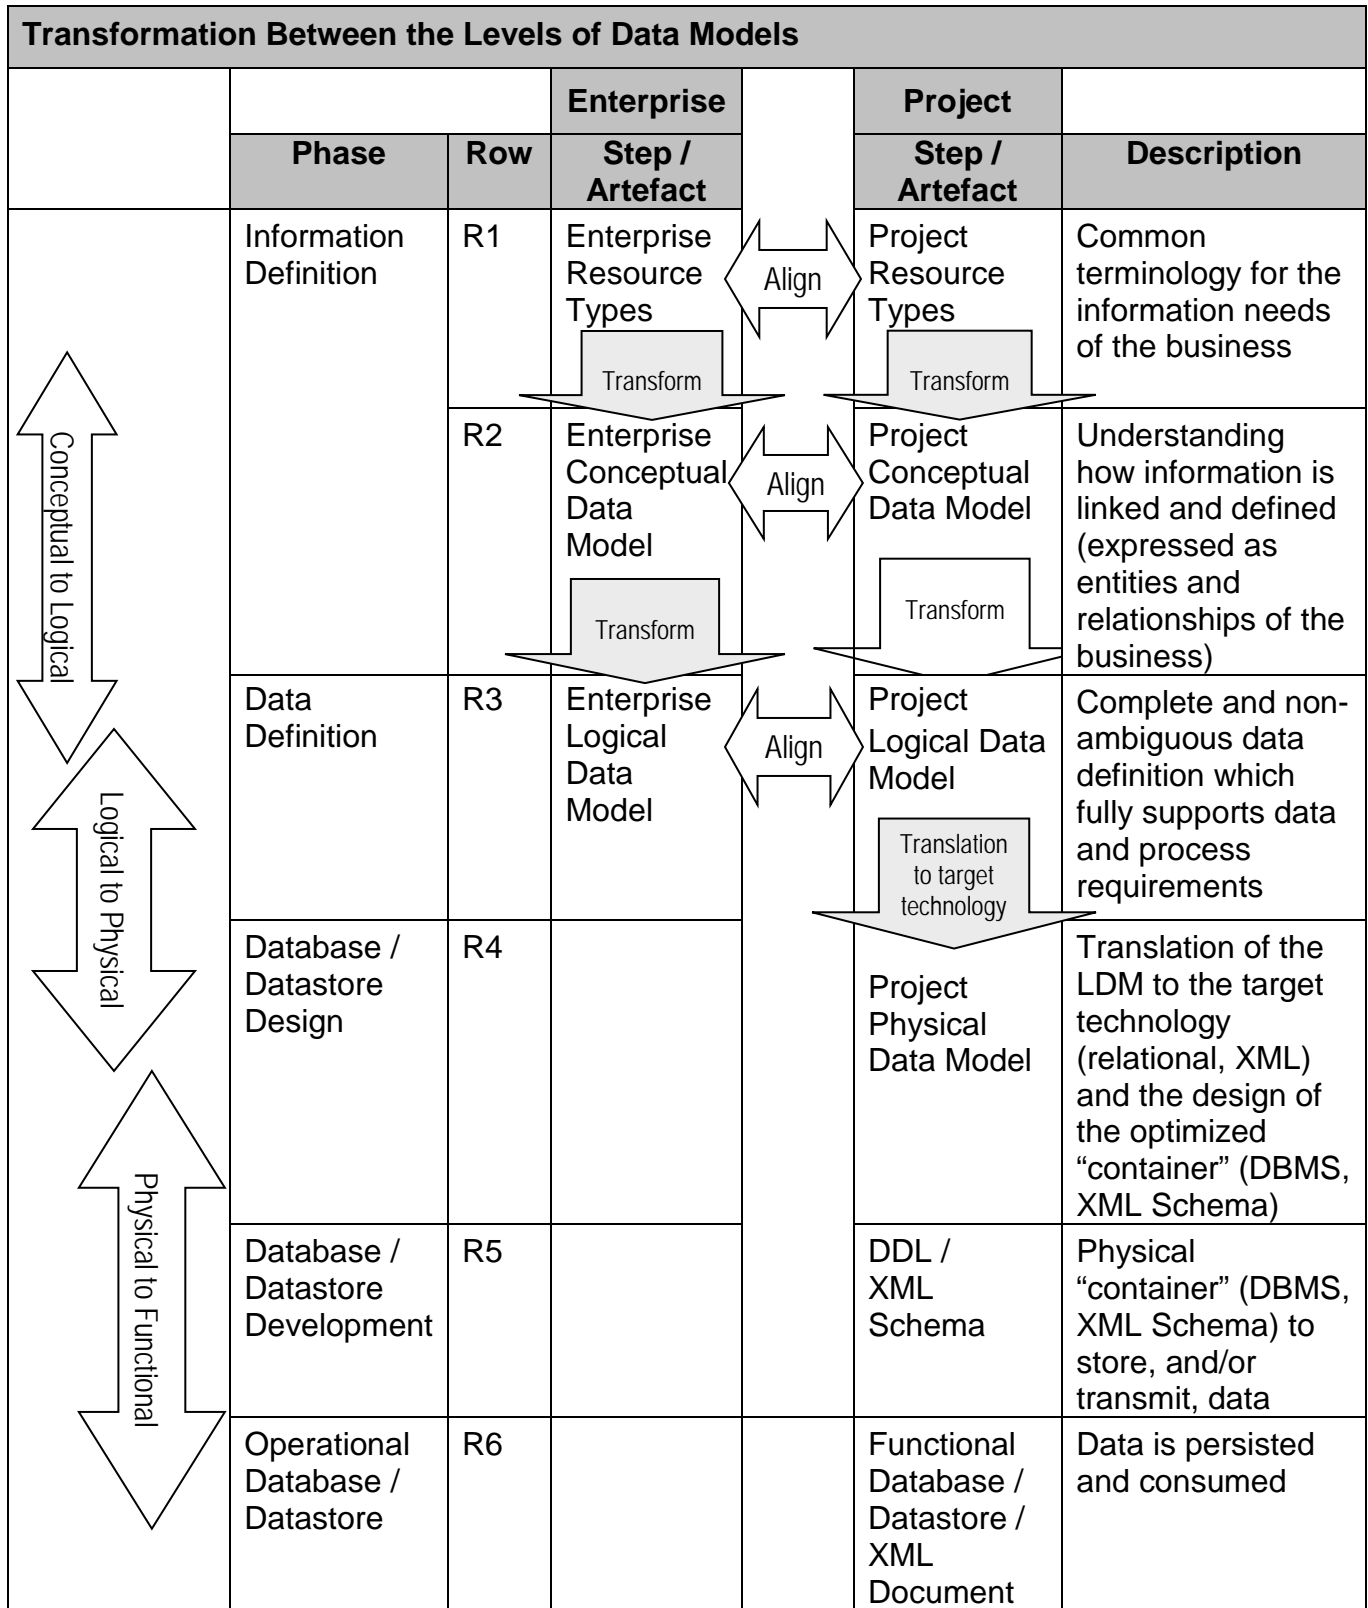 Transformation Between the Levels of Data Models
Enterprise
Project
Phase
Row
Step /
Artefact
Step /
Artefact
Description
Information
Definition
R1
Enterprise
Resource
Types
Align
Project
Resource
Types
Common
terminology for the
information needs
of the business
Transform
Transform
Conceptual to Logical
R2
Enterprise
Conceptual
Data
Model
Align
Project
Conceptual
Data Model
Understanding
how information is
linked and defined
(expressed as
entities and
relationships of the
business)
Transform
Transform
Data
Definition
R3
Enterprise
Logical
Data
Model
Align
Project
Logical Data
Model
Complete and non-
ambiguous data
definition which
fully supports data
and process
requirements
Logical to Physical
Translation
to target
technology
Database /
Datastore
Design
R4
Project
Physical
Data Model
Translation of the
LDM to the target
technology
(relational, XML)
and the design of
the optimized
“container” (DBMS,
XML Schema)
Physical to Functional
Database /
Datastore
Development
R5
DDL /
XML
Schema
Physical
“container” (DBMS,
XML Schema) to
store, and/or
transmit, data
Operational
Database /
Datastore
R6
Functional
Database /
Datastore /
XML
Document
Data is persisted
and consumed